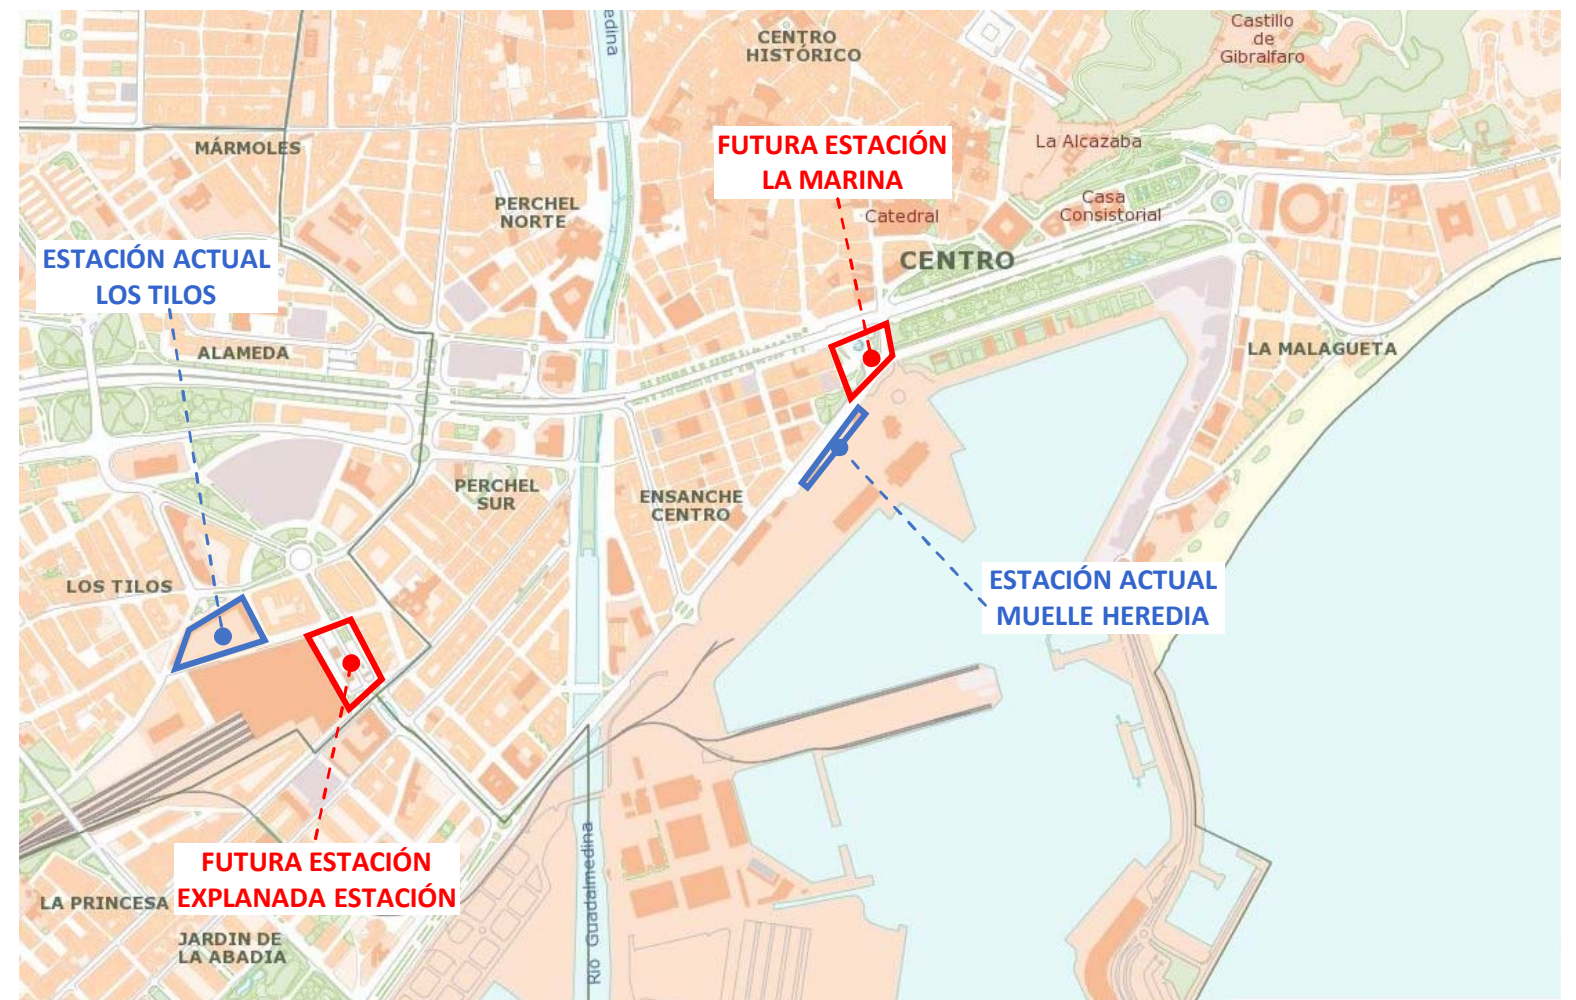 edina
CENTRO
HISTÓRICO
Castillo
de
Gibralfaro
FUTURA ESTACIÓN
LA MARINA
La Alcazaba
MÁRMOLES
PERCHEL
NORTE
Catedral
Casa
Consistorial
ESTACIÓN ACTUAL
LOS TILOS
CENTRO
ALAMEDA
LA MALAGUETA
PERCHEL
SUR
ENSANCHE
CENTRO
LOS TILOS
ESTACIÓN ACTUAL
MUELLE HEREDIA
FUTURA ESTACIÓN
EXPLANADA ESTACIÓN
LA PRINCESA
JARDIN DE
LA ABADIA
Río Guadalmedina